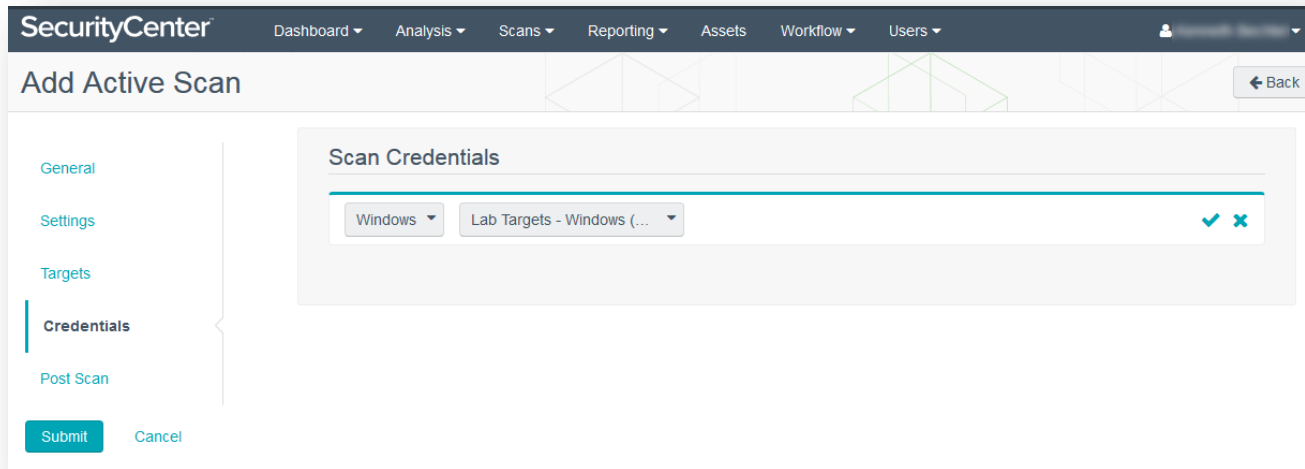 SecurityCenter Dashboard Analysis Scans Reporting Assets Workflow Users
Add Active Scan
Back
General
Settings
Targets
Credentials
Post Scan
Submit Cancel
Scan Credentials
Windows Lab Targets - Windows (...